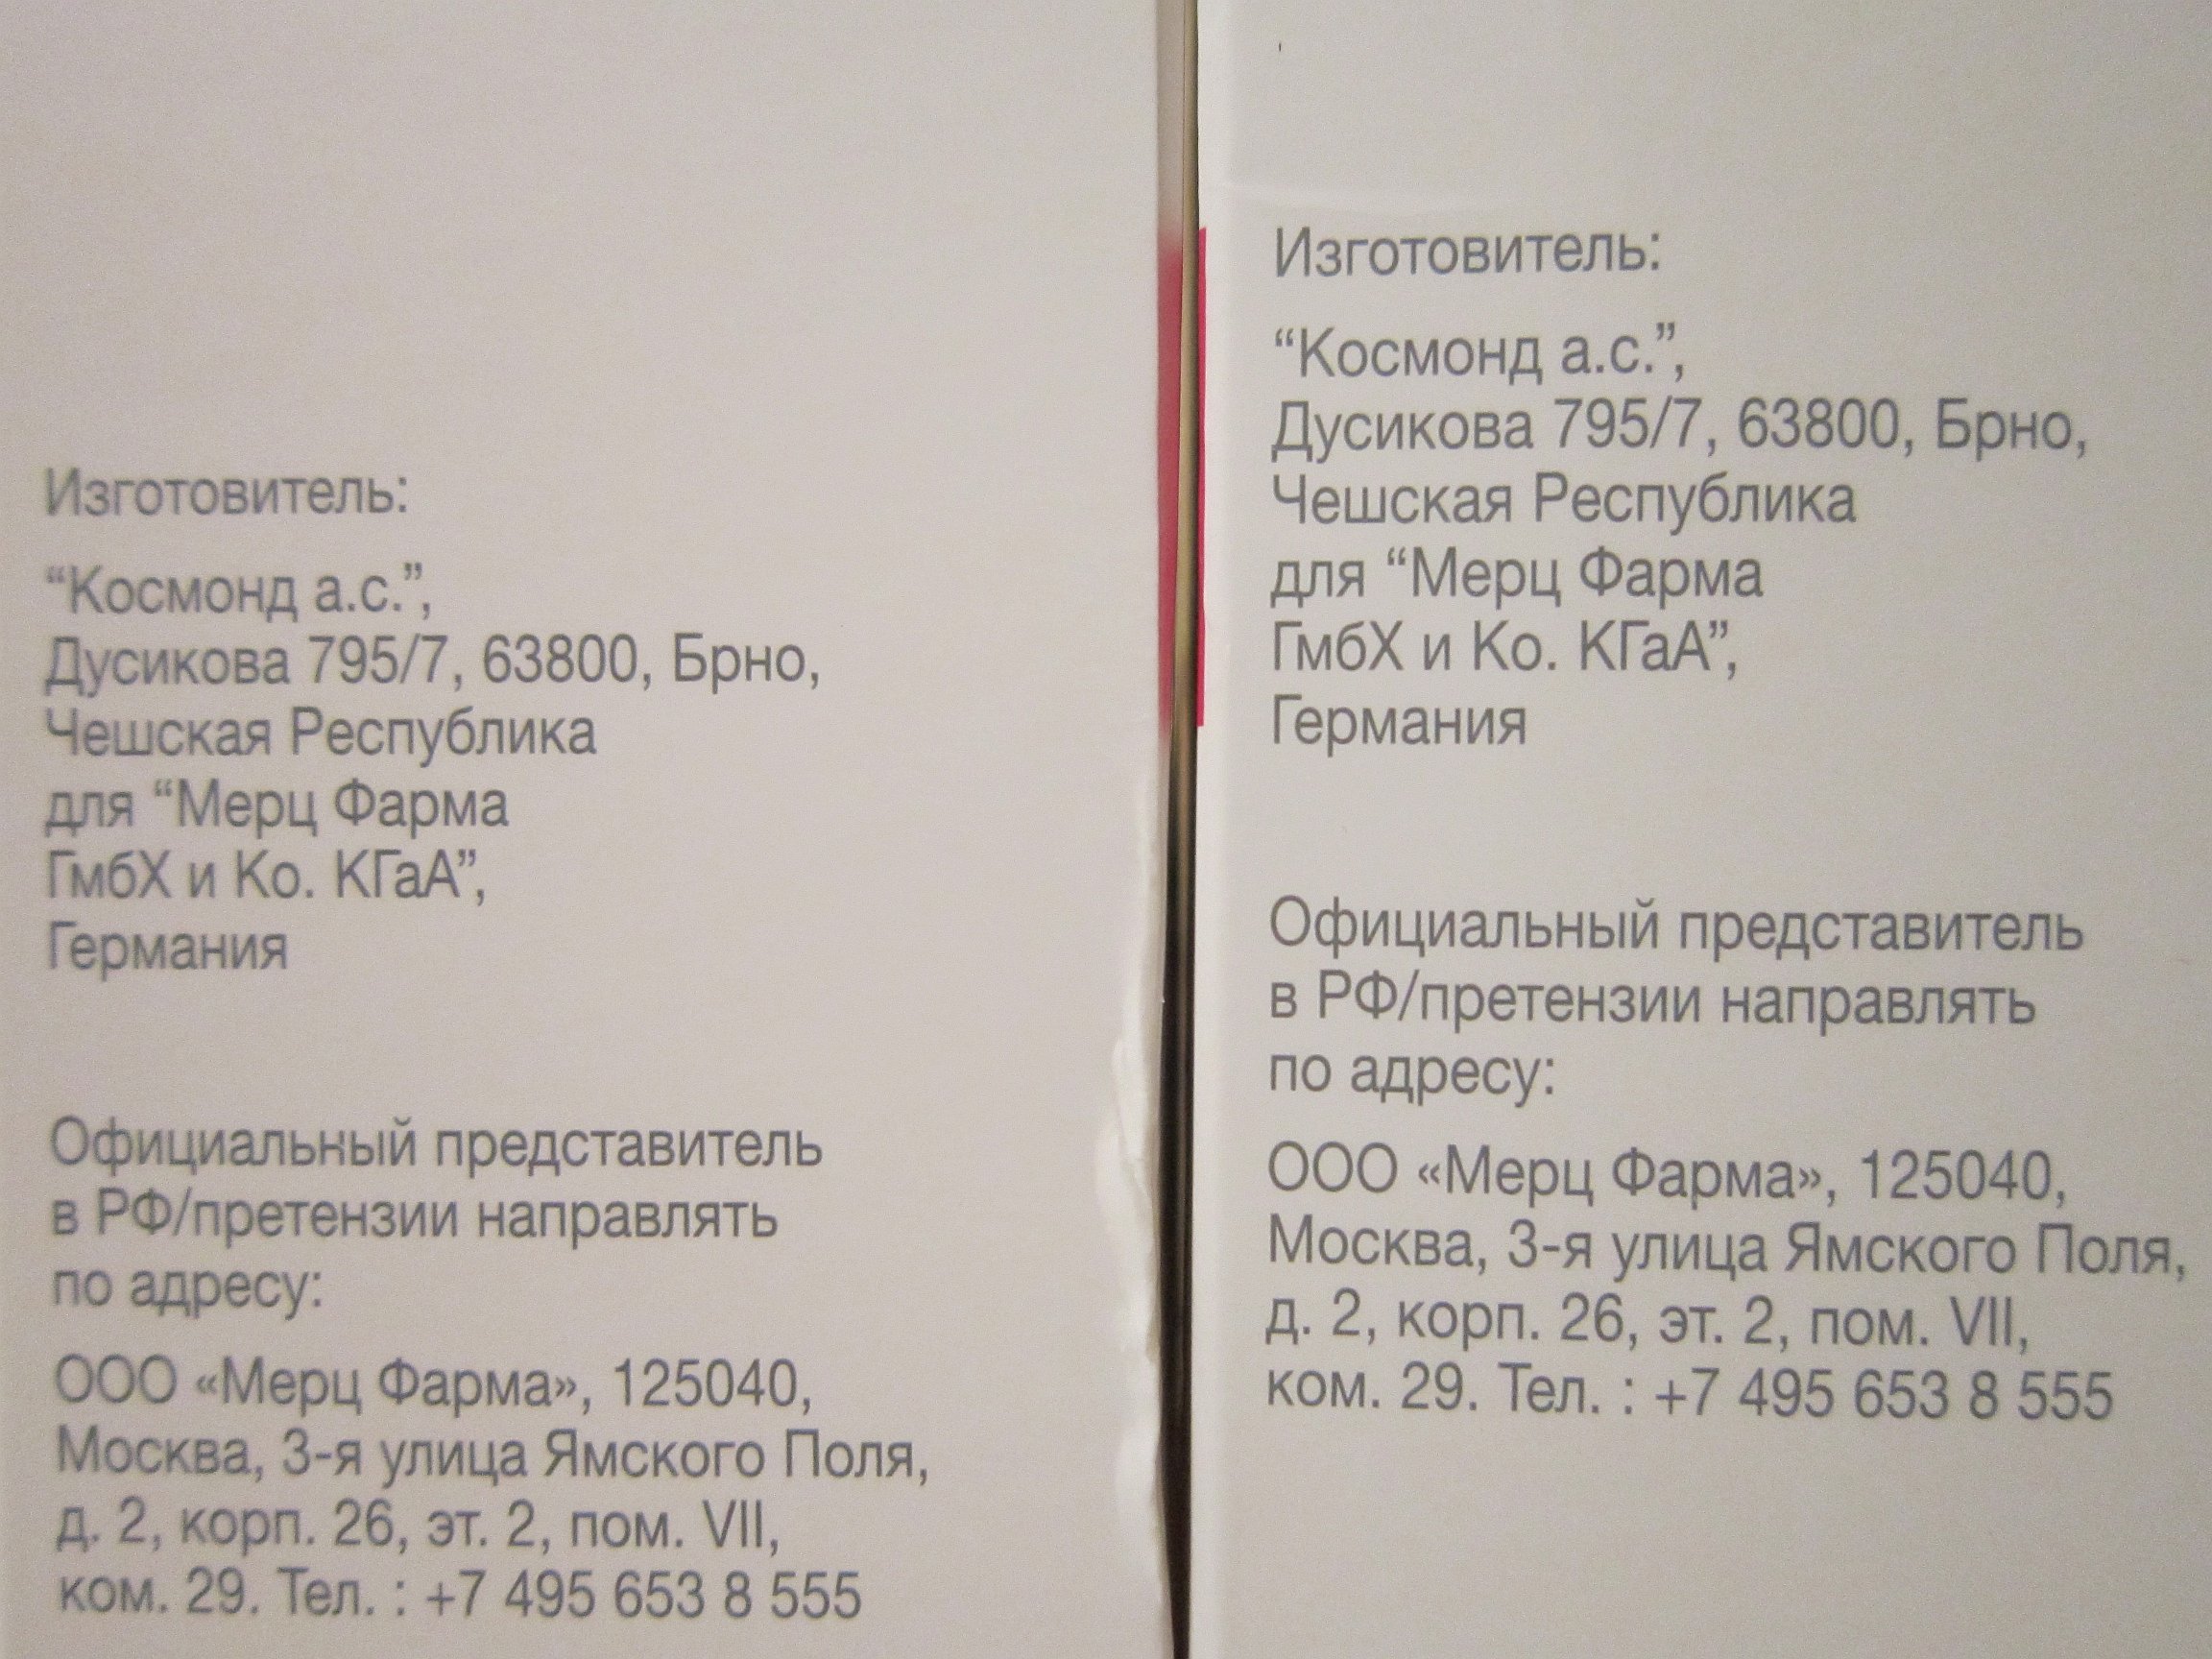 Изготовитель:
“Космонд а.с.”,
Дусикова 795/7, 63800, Брно,
Чешская Республика
для “Мерц Фарма
ГмбХ и Ко. КГаА”,
Германия
Официальный представитель
в РФ/претензии направлять
по адресу:
ООО «Мерц Фарма», 125040,
Москва, 3-я улица Ямского Поля,
д. 2, корп. 26, эт. 2, пом. VII,
ком. 29. Тел. : +7 495 653 8 555
Изготовитель:
“Космонд а.с.”,
Дусикова 795/7, 63800, Брно,
Чешская Республика
для “Мерц Фарма
ГмбХ и Ко. КГаА”,
Германия
Официальный представитель
в РФ/претензии направлять
по адресу:
ООО «Мерц Фарма», 125040,
Москва, 3-я улица Ямского Поля,
д. 2, корп. 26, эт. 2, пом. VII,
ком. 29. Тел. : +7 495 653 8 555